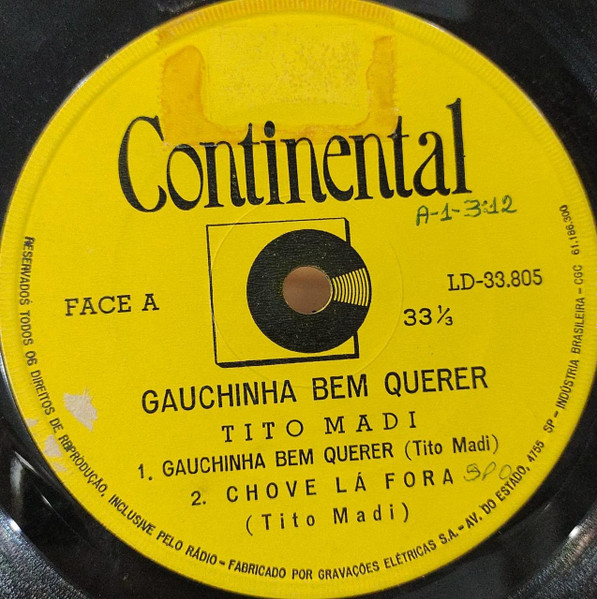 Continental
A-1-3:12
FACE A
LD-33.805
33 ⅓
GAUCHINHA BEM QUERER
TITO MADI
1. GAUCHINHA BEM QUERER (Tito Madi)
2. CHOVE LÁ FORA
(Tito Madi)
RESERVADOS TODOS OS DIREITOS DE REPRODUÇÃO, INCLUSIVE PELO RÁDIO - FABRICADO POR GRAVAÇÕES ELÉTRICAS S.A. - AV. DO ESTADO, 4755 SP - INDÚSTRIA BRASILEIRA - CGC 61.186.300